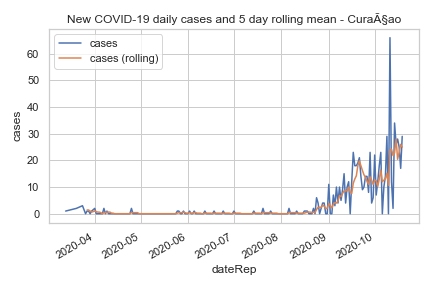 New COVID-19 daily cases and 5 day rolling mean - CuraÃ§ao
cases
cases (rolling)
60
50
40
30
20
10
0
cases
2020-04
2020-05
2020-06
2020-07
2020-08
2020-09
2020-10
dateRep